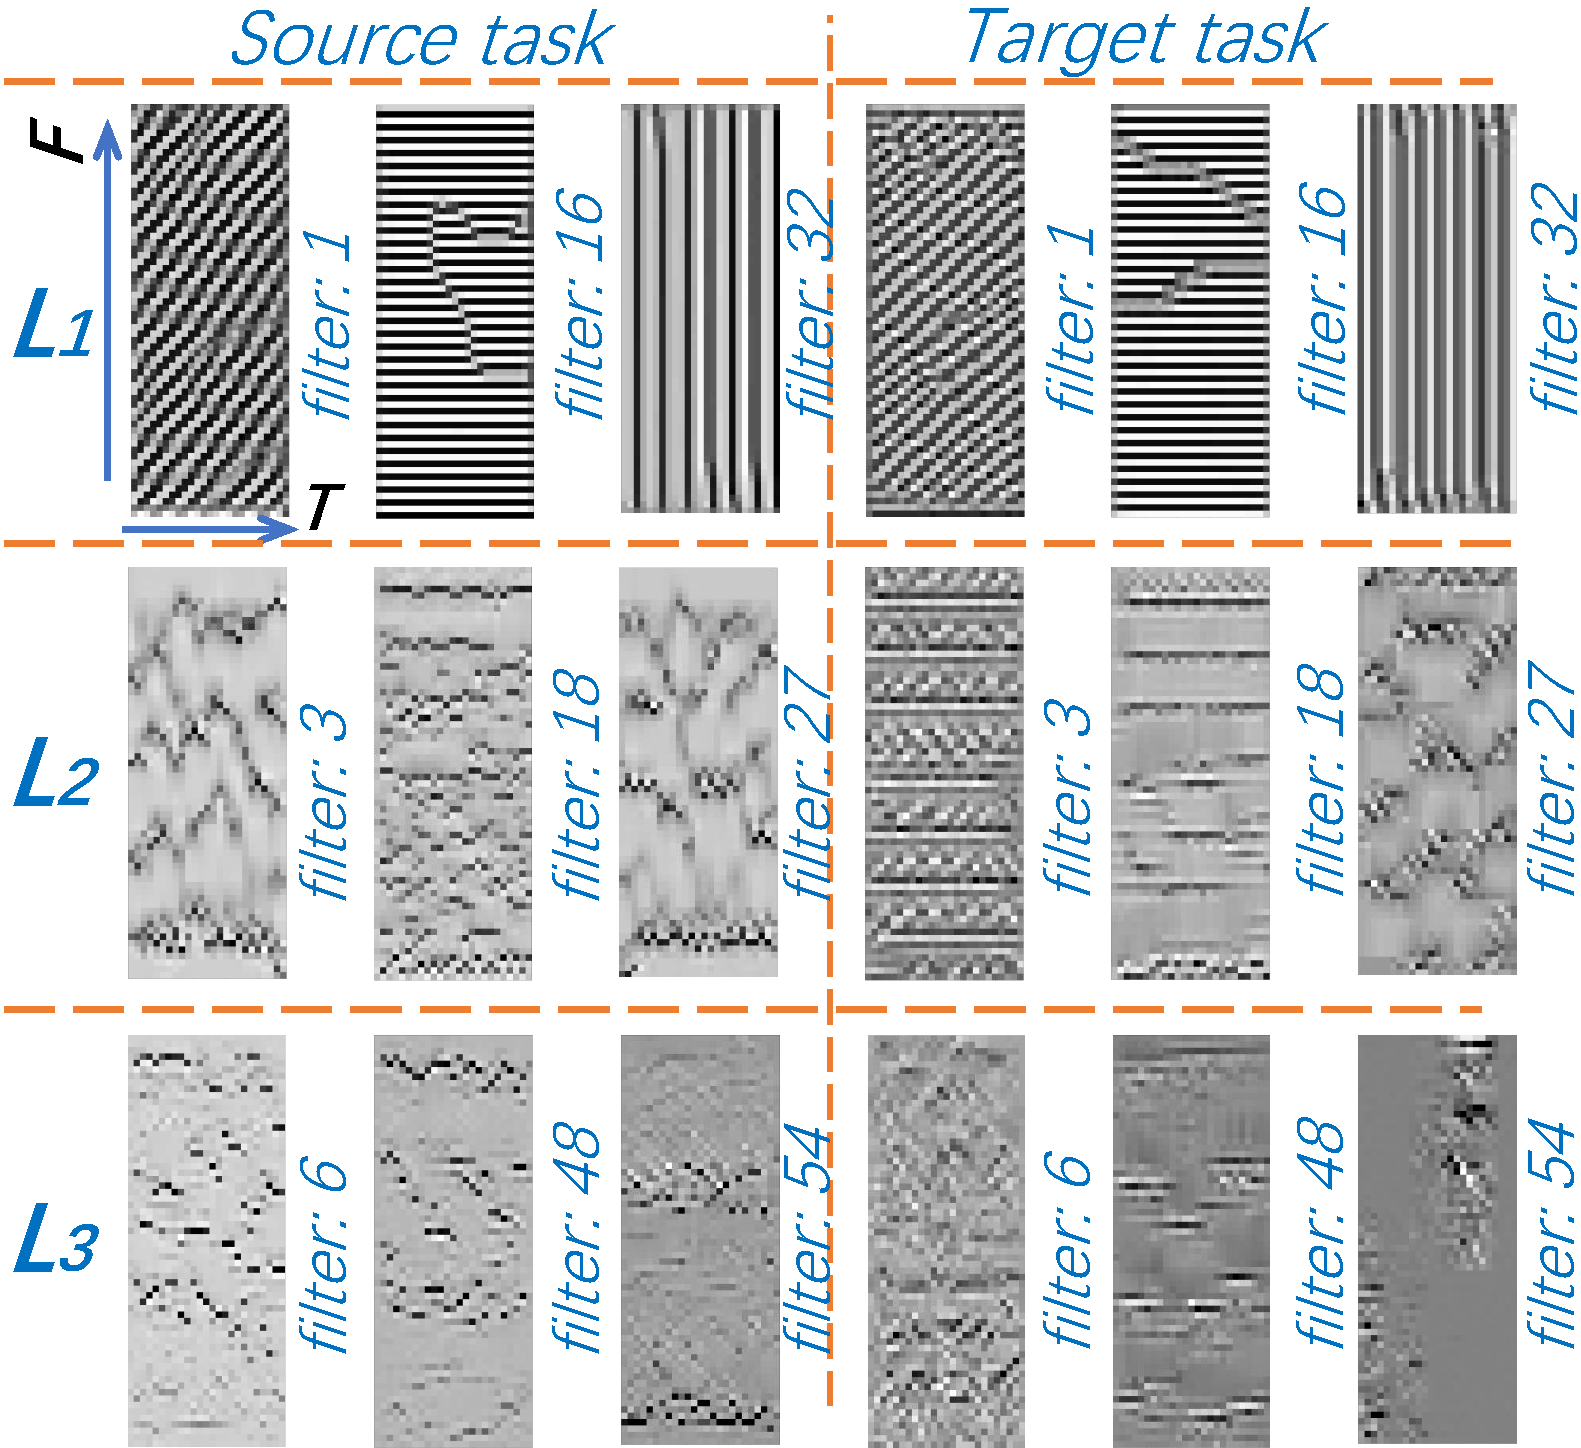 Source task
Target task
F
T
L1
filter: 1
filter: 16
filter: 32
filter: 1
filter: 16
filter: 32
L2
filter: 3
filter: 18
filter: 27
filter: 3
filter: 18
filter: 27
L3
filter: 6
filter: 48
filter: 54
filter: 6
filter: 48
filter: 54